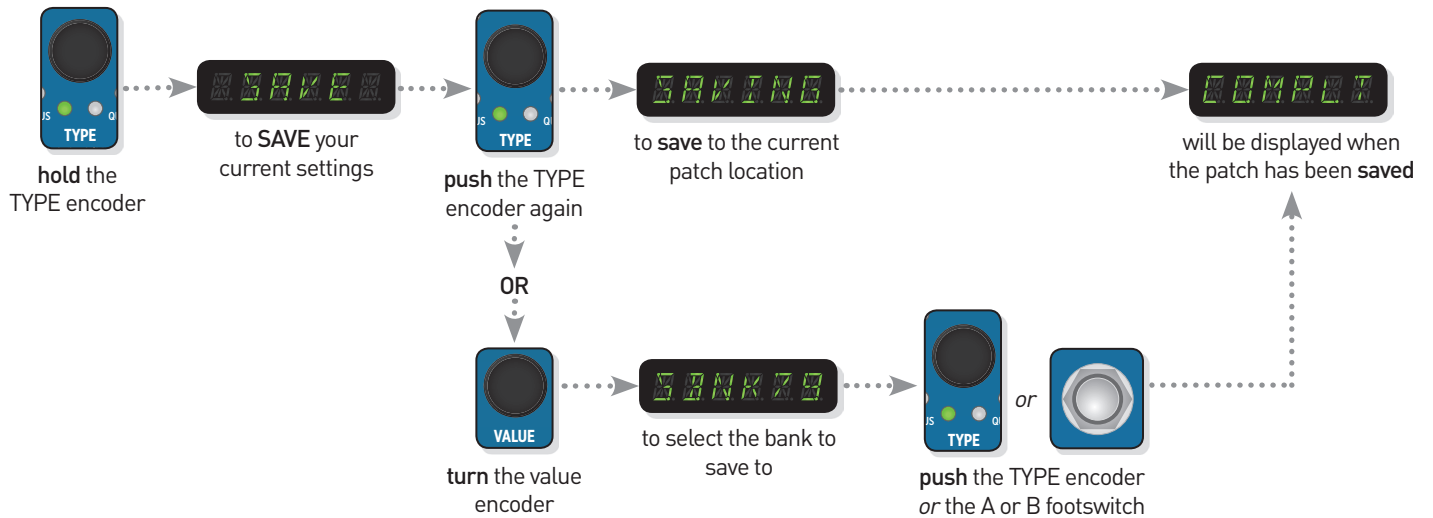 SAVE
SAVING
COMPLT
TYPE
TYPE
hold the
TYPE encoder
to SAVE your
current settings
push the TYPE
encoder again
to save to the current
patch location
will be displayed when
the patch has been saved
OR
VALUE
S.BNK79
TYPE
or
turn the value
encoder
to select the bank to
save to
push the TYPE encoder
or the A or B footswitch